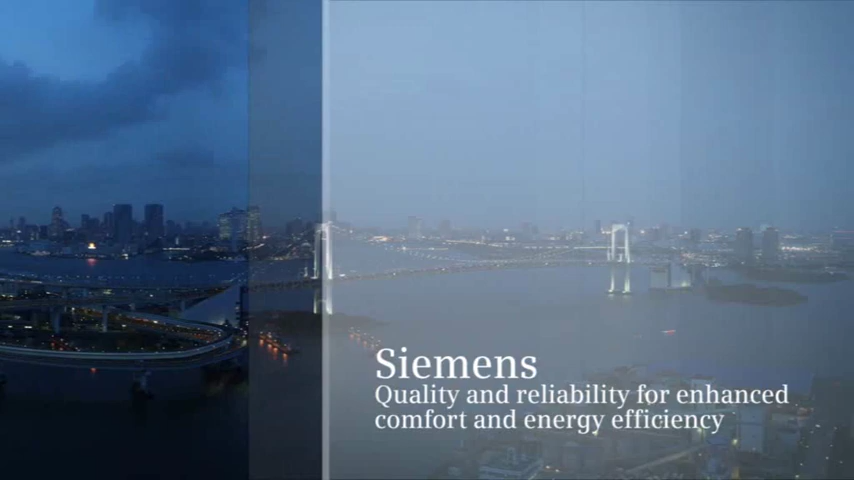 Siemens
Quality and reliability for enhanced
comfort and energy efficiency